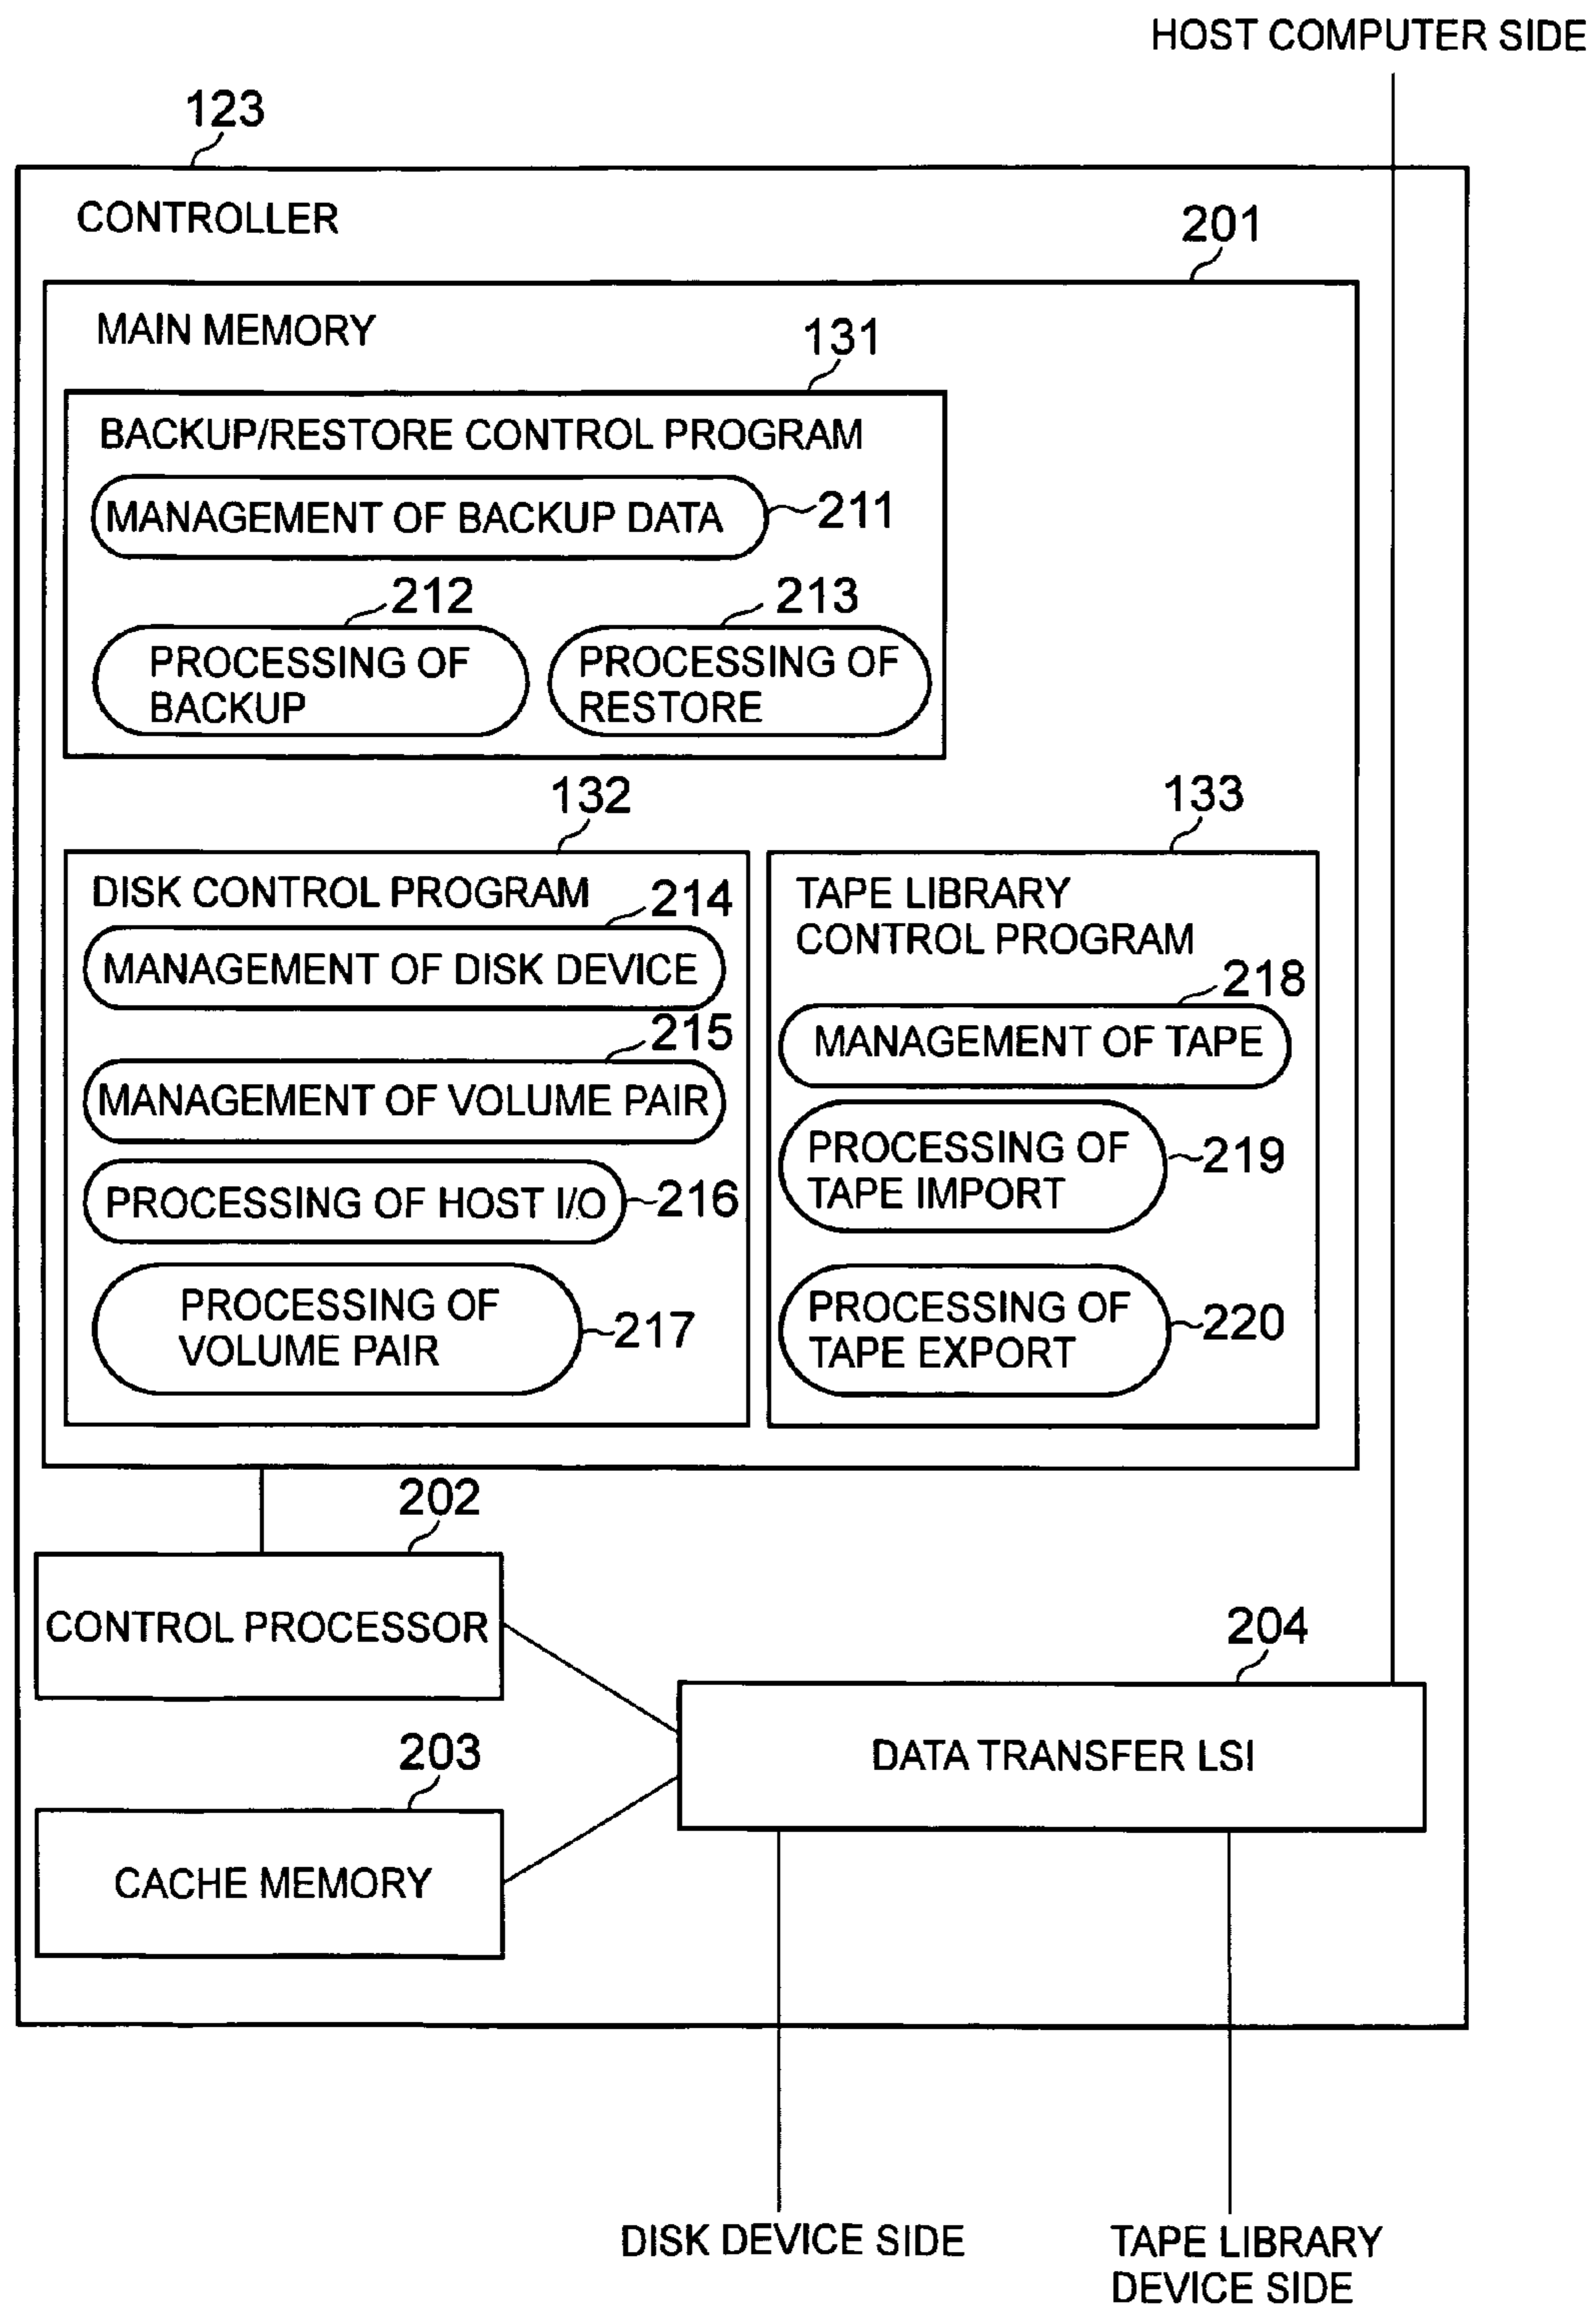 HOST COMPUTER SIDE
123
CONTROLLER
201
MAIN MEMORY
131
BACKUP/RESTORE CONTROL PROGRAM
MANAGEMENT OF BACKUP DATA
211
212
213
PROCESSING OF
BACKUP
PROCESSING OF
RESTORE
132
133
DISK CONTROL PROGRAM
214
MANAGEMENT OF DISK DEVICE
215
MANAGEMENT OF VOLUME PAIR
PROCESSING OF HOST I/O
216
PROCESSING OF
VOLUME PAIR
217
TAPE LIBRARY
CONTROL PROGRAM
218
MANAGEMENT OF TAPE
PROCESSING OF
TAPE IMPORT
219
PROCESSING OF
TAPE EXPORT
220
202
CONTROL PROCESSOR
204
DATA TRANSFER LSI
203
CACHE MEMORY
DISK DEVICE SIDE
TAPE LIBRARY
DEVICE SIDE